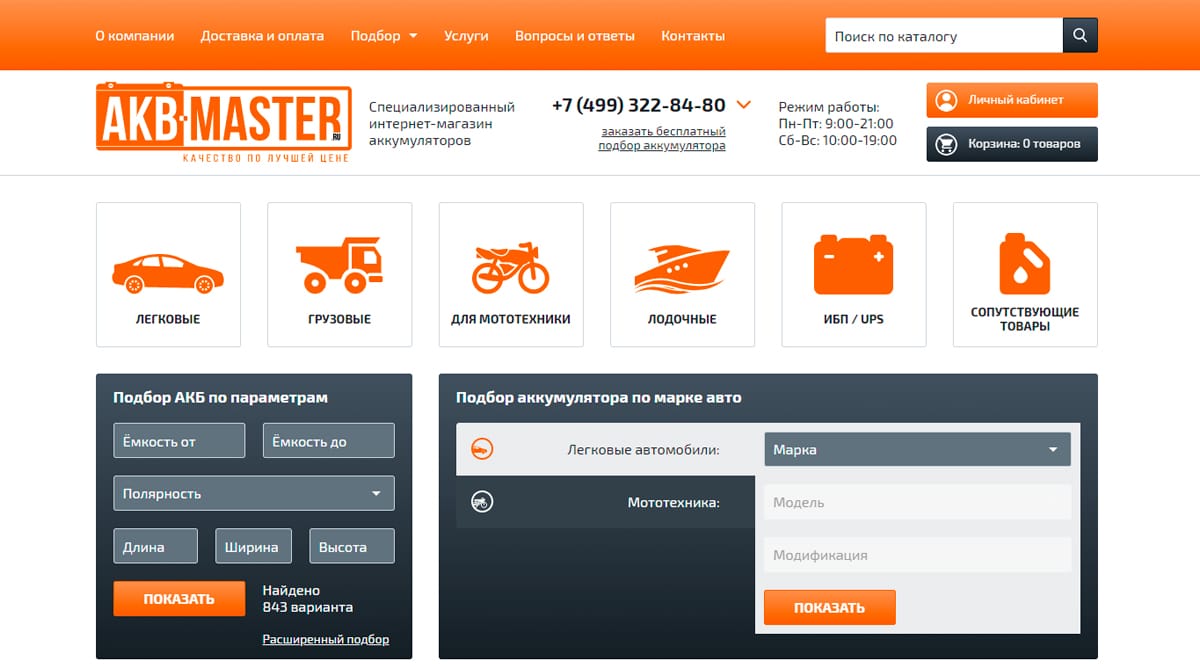 О компании
Доставка и оплата
Подбор
Услуги
Вопросы и ответы
Контакты
Поиск по каталогу
AKB-MASTER
RU
КАЧЕСТВО ПО ЛУЧШЕЙ ЦЕНЕ
Специализированный
интернет-магазин
аккумуляторов
+7 (499) 322-84-80
заказать бесплатный
подбор аккумулятора
Режим работы:
Пн-Пт: 9:00-21:00
Сб-Вс: 10:00-19:00
Личный кабинет
Корзина: 0 товаров
ЛЕГКОВЫЕ
ГРУЗОВЫЕ
ДЛЯ МОТОТЕХНИКИ
ЛОДОЧНЫЕ
ИБП / UPS
СОПУТСТВУЮЩИЕ
ТОВАРЫ
Подбор АКБ по параметрам
Ёмкость от
Ёмкость до
Полярность
Длина
Ширина
Высота
ПОКАЗАТЬ
Найдено
843 варианта
Расширенный подбор
Подбор аккумулятора по марке авто
Легковые автомобили:
Марка
Мототехника:
Модель
Модификация
ПОКАЗАТЬ